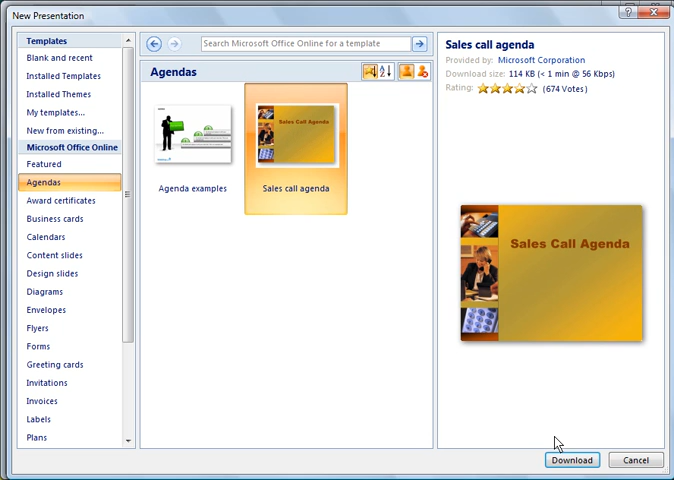 New Presentation
Templates
Blank and recent
Installed Templates
Installed Themes
My templates...
New from existing...
Microsoft Office Online
Featured
Agendas
Award certificates
Business cards
Calendars
Content slides
Design slides
Diagrams
Envelopes
Flyers
Forms
Greeting cards
Invitations
Invoices
Labels
Plans
Search Microsoft Office Online for a template
Agendas
Agenda examples
Sales Call Agenda
Sales call agenda
Sales call agenda
Provided by: Microsoft Corporation
Download size: 114 KB (< 1 min @ 56 Kbps)
Rating: (674 Votes)
Sales Call Agenda
Download
Cancel